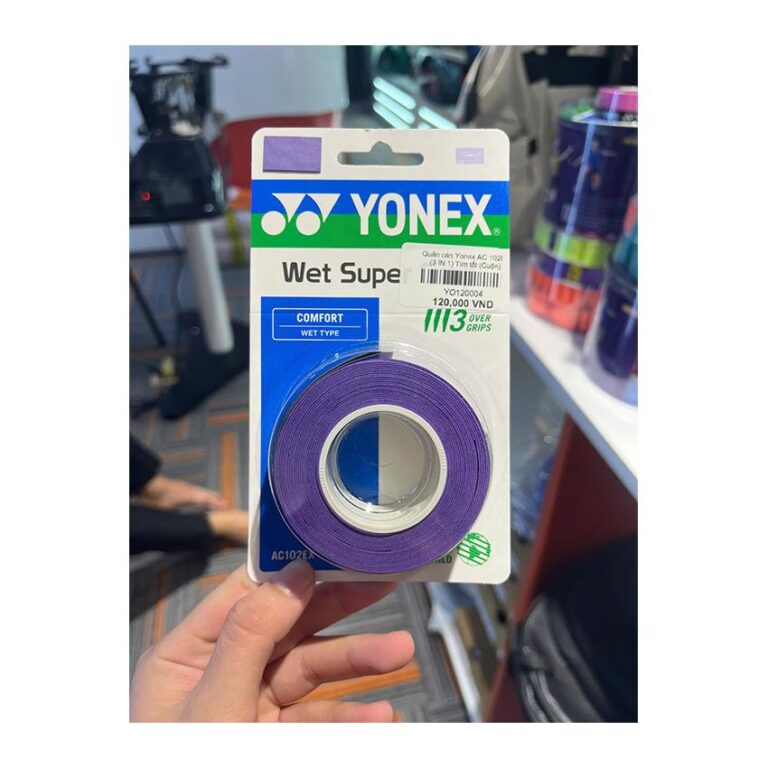 YONEX®
Quấn cán Yonex AC 102
(3 IN 1) Tím tối (Cuộn)
YO120004
120,000 VND
Wet Supe
COMFORT
WET TYPE
3 OVER
GRIPS
AC102EX